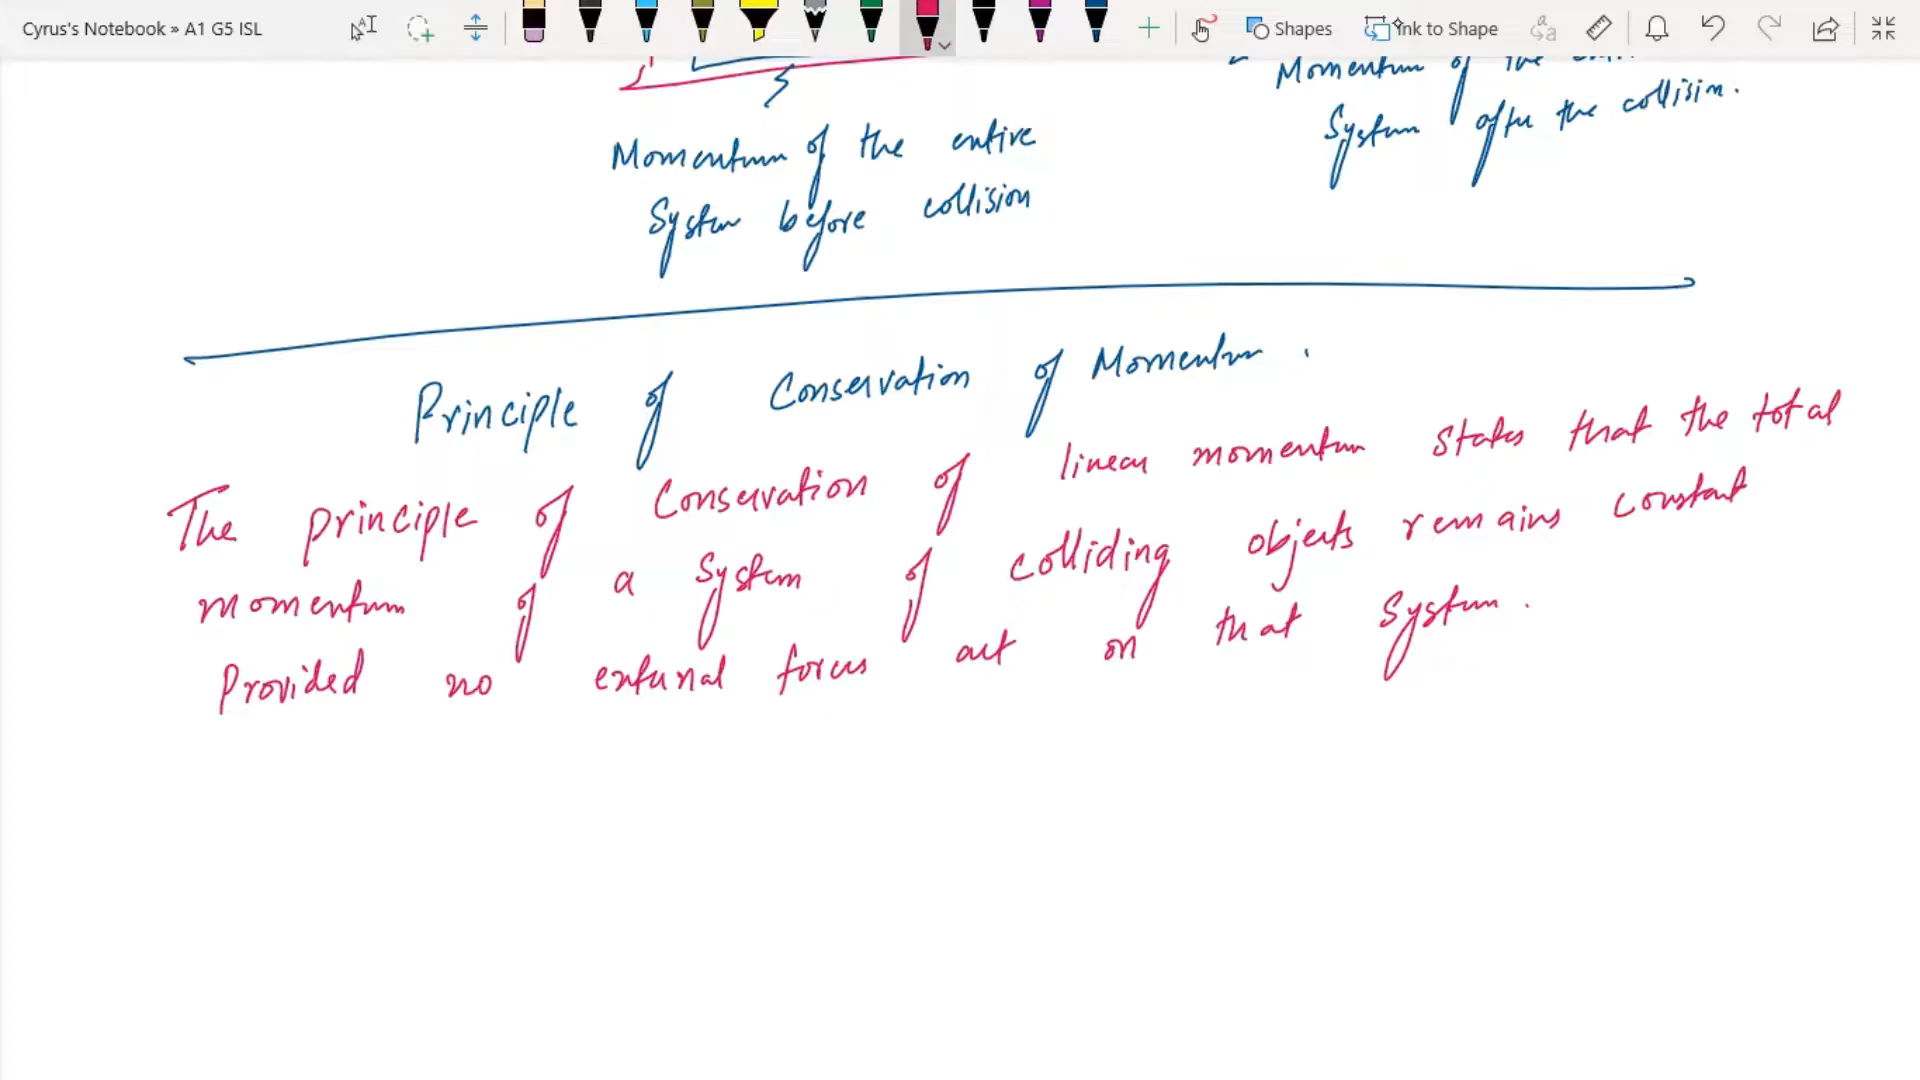 Cyrus's Notebook » A1 G5 ISL
Shapes
Ink to Shape
Momentum of the
System after the collision.
Momentum of the entire
System before collision
Principle of Conservation of Momentum.
The principle of Conservation of linear momentum States that the total
momentum of a System of colliding objects remains constant
Provided no external forces act on that System.